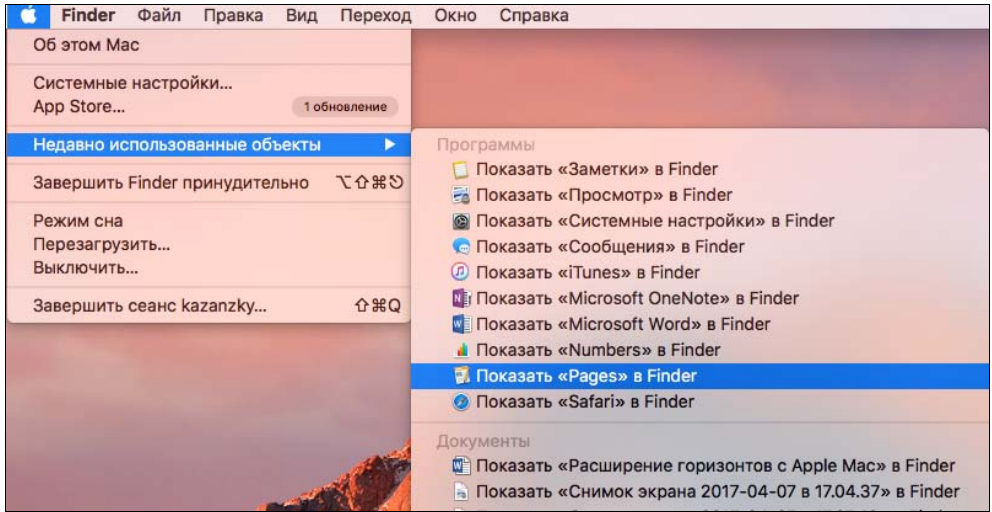 Finder Файл Правка Вид Переход Окно Справка
Об этом Mac
Системные настройки...
App Store... 1 обновление
Недавно использованные объекты ▶
Завершить Finder принудительно ⌥⇧⌘⎋
Режим сна
Перезагрузить...
Выключить...
Завершить сеанс kazanzky... ⇧⌘Q
Программы
Показать «Заметки» в Finder
Показать «Просмотр» в Finder
Показать «Системные настройки» в Finder
Показать «Сообщения» в Finder
Показать «iTunes» в Finder
Показать «Microsoft OneNote» в Finder
Показать «Microsoft Word» в Finder
Показать «Numbers» в Finder
Показать «Pages» в Finder
Показать «Safari» в Finder
Документы
Показать «Расширение горизонтов с Apple Mac» в Finder
Показать «Снимок экрана 2017-04-07 в 17.04.37» в Finder